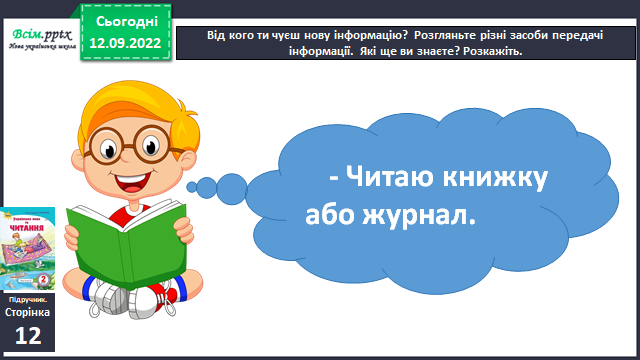 Всім.pptx
Нова українська школа
Сьогодні
12.09.2022
Від кого ти чуєш нову інформацію? Розгляньте різні засоби передачі
інформації. Які ще ви знаєте? Розкажіть.
- Читаю книжку
або журнал.
ЧИТАННЯ
2
Підручник.
Сторінка
12